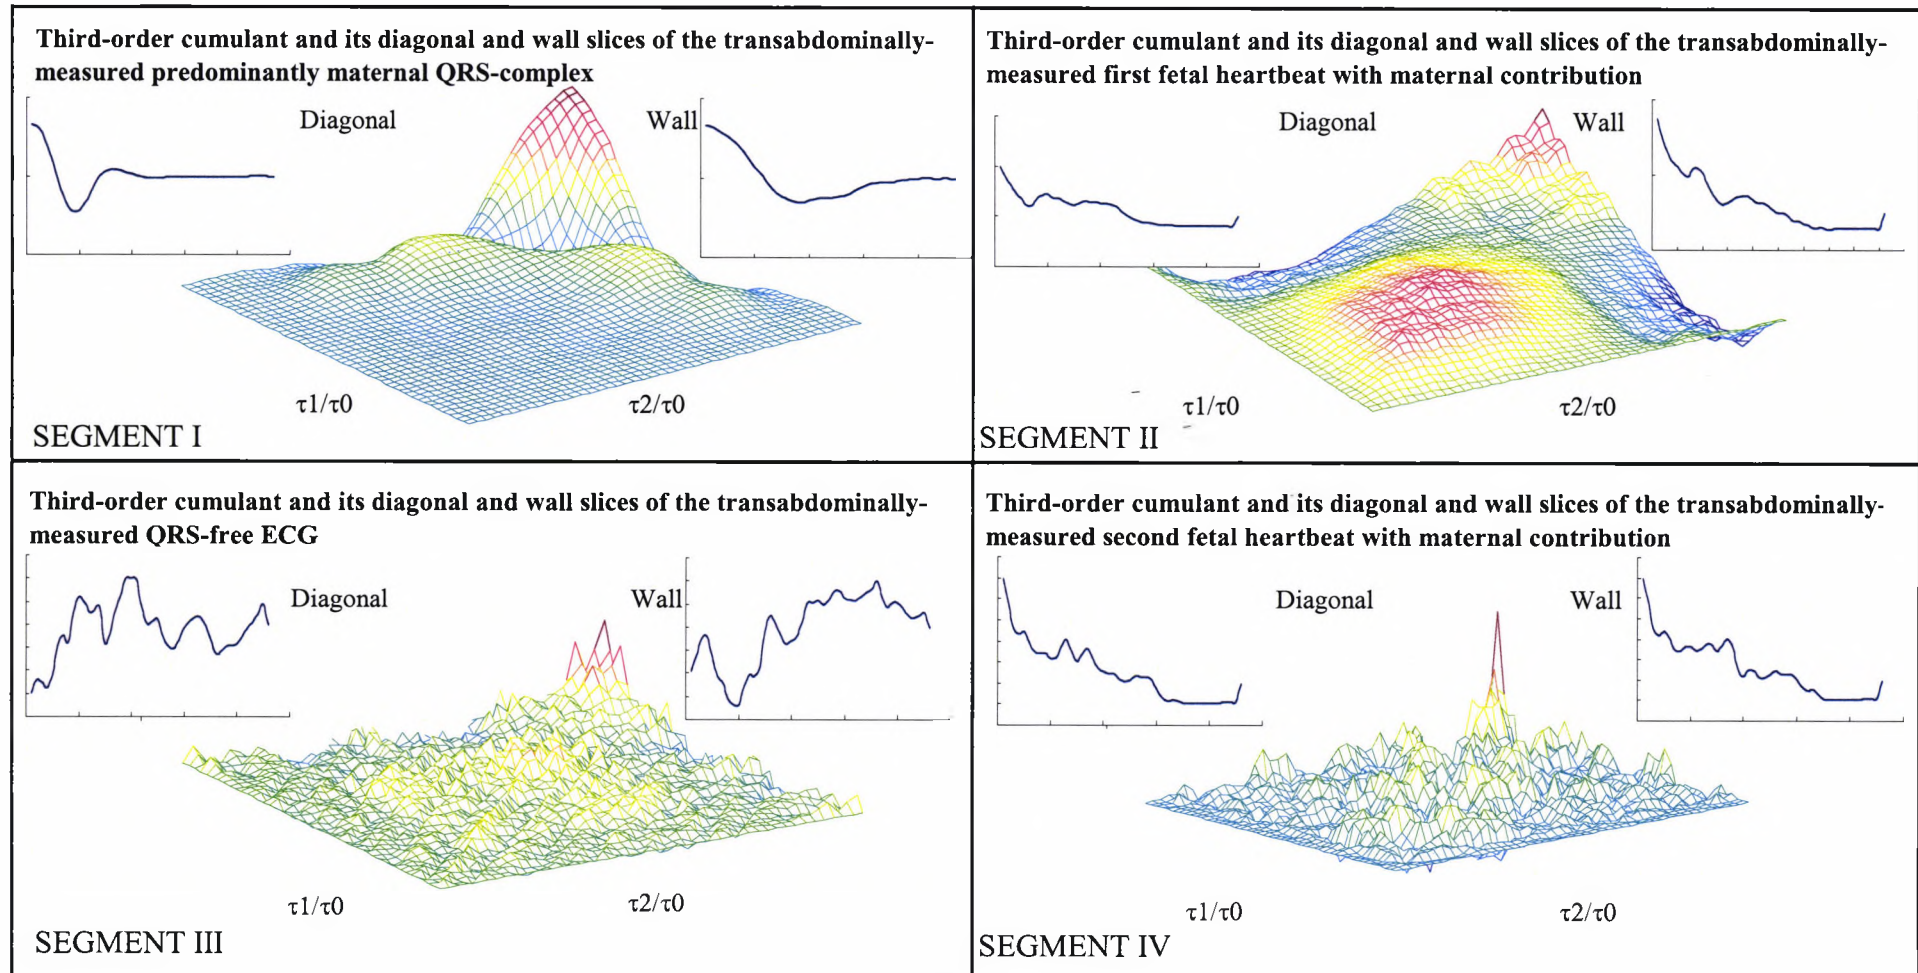 Third-order cumulant and its diagonal and wall slices of the transabdominally-
measured predominantly maternal QRS-complex
Diagonal
Wall
τ1/τ0
τ2/τ0
SEGMENT I
Third-order cumulant and its diagonal and wall slices of the transabdominally-
measured first fetal heartbeat with maternal contribution
Diagonal
Wall
τ1/τ0
τ2/τ0
SEGMENT II
Third-order cumulant and its diagonal and wall slices of the transabdominally-
measured QRS-free ECG
Diagonal
Wall
τ1/τ0
τ2/τ0
SEGMENT III
Third-order cumulant and its diagonal and wall slices of the transabdominally-
measured second fetal heartbeat with maternal contribution
Diagonal
Wall
τ1/τ0
τ2/τ0
SEGMENT IV